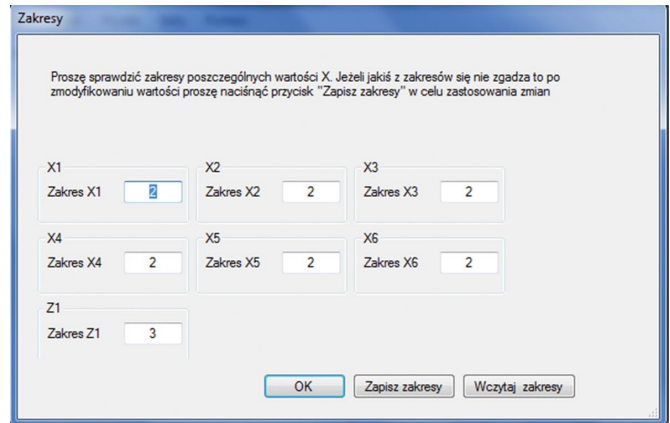 Zakresy
Proszę sprawdzić zakresy poszczególnych wartości X. Jeżeli jakiś z zakresów się nie zgadza to po
zmodyfikowaniu wartości proszę nacisnąć przycisk "Zapisz zakresy" w celu zastosowania zmian
X1 X2 X3
Zakres X1 2 Zakres X2 2 Zakres X3 2
X4 X5 X6
Zakres X4 2 Zakres X5 2 Zakres X6 2
Z1
Zakres Z1 3
OK Zapisz zakresy Wczytaj zakresy